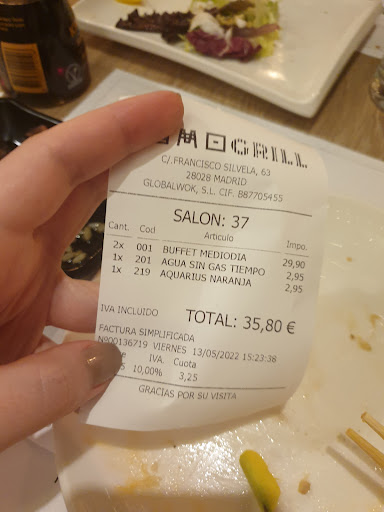 GRILL
C/.FRANCISCO SILVELA, 63
28028 MADRID
GLOBALWOK, S.L. CIF. B87705455
SALON: 37
Cant. Cod Articulo Impo.
2x 001 BUFFET MEDIODIA 29,90
1x 201 AGUA SIN GAS TIEMPO 2,95
1x 219 AQUARIUS NARANJA 2,95
IVA INCLUIDO TOTAL: 35,80 €
FACTURA SIMPLIFICADA
Nº00136719 VIERNES 13/05/2022 15:23:38
IVA. Cuota
10,00% 3,25
GRACIAS POR SU VISITA